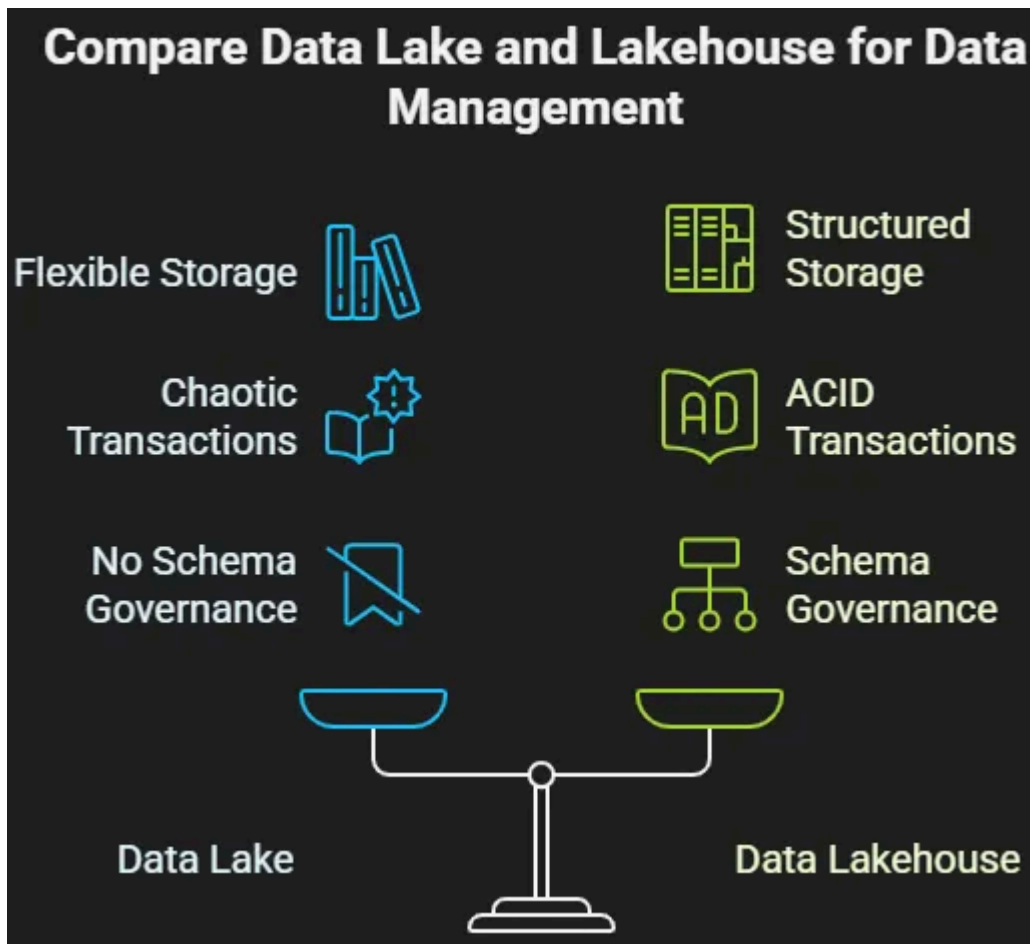 Compare Data Lake and Lakehouse for Data
Management
Flexible Storage
Structured
Storage
Chaotic
Transactions
AD
ACID
Transactions
No Schema
Governance
Schema
Governance
Data Lake
Data Lakehouse